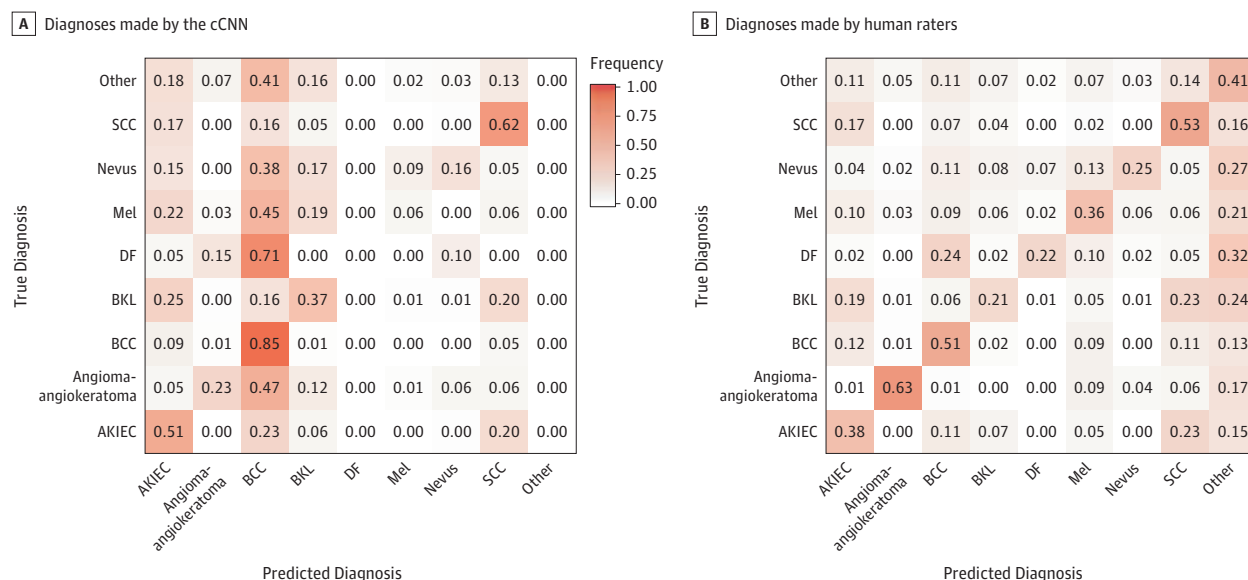 A Diagnoses made by the cCNN
Other 0.18 0.07 0.41 0.16 0.00 0.02 0.03 0.13 0.00
SCC 0.17 0.00 0.16 0.05 0.00 0.00 0.00 0.62 0.00
Nevus 0.15 0.00 0.38 0.17 0.00 0.09 0.16 0.05 0.00
Mel 0.22 0.03 0.45 0.19 0.00 0.06 0.00 0.06 0.00
DF 0.05 0.15 0.71 0.00 0.00 0.00 0.10 0.00 0.00
BKL 0.25 0.00 0.16 0.37 0.00 0.01 0.01 0.20 0.00
BCC 0.09 0.01 0.85 0.01 0.00 0.00 0.00 0.05 0.00
Angioma-
angiokeratoma 0.05 0.23 0.47 0.12 0.00 0.01 0.06 0.06 0.00
AKIEC 0.51 0.00 0.23 0.06 0.00 0.00 0.00 0.20 0.00
True Diagnosis
AKIEC
Angioma-
angiokeratoma
BCC
BKL
DF
Mel
Nevus
SCC
Other
Predicted Diagnosis
Frequency
1.00
0.75
0.50
0.25
0.00
B Diagnoses made by human raters
Other 0.11 0.05 0.11 0.07 0.02 0.07 0.03 0.14 0.41
SCC 0.17 0.00 0.07 0.04 0.00 0.02 0.00 0.53 0.16
Nevus 0.04 0.02 0.11 0.08 0.07 0.13 0.25 0.05 0.27
Mel 0.10 0.03 0.09 0.06 0.02 0.36 0.06 0.06 0.21
DF 0.02 0.00 0.24 0.02 0.22 0.10 0.02 0.05 0.32
BKL 0.19 0.01 0.06 0.21 0.01 0.05 0.01 0.23 0.24
BCC 0.12 0.01 0.51 0.02 0.00 0.09 0.00 0.11 0.13
Angioma-
angiokeratoma 0.01 0.63 0.01 0.00 0.00 0.09 0.04 0.06 0.17
AKIEC 0.38 0.00 0.11 0.07 0.00 0.05 0.00 0.23 0.15
True Diagnosis
AKIEC
Angioma-
angiokeratoma
BCC
BKL
DF
Mel
Nevus
SCC
Other
Predicted Diagnosis